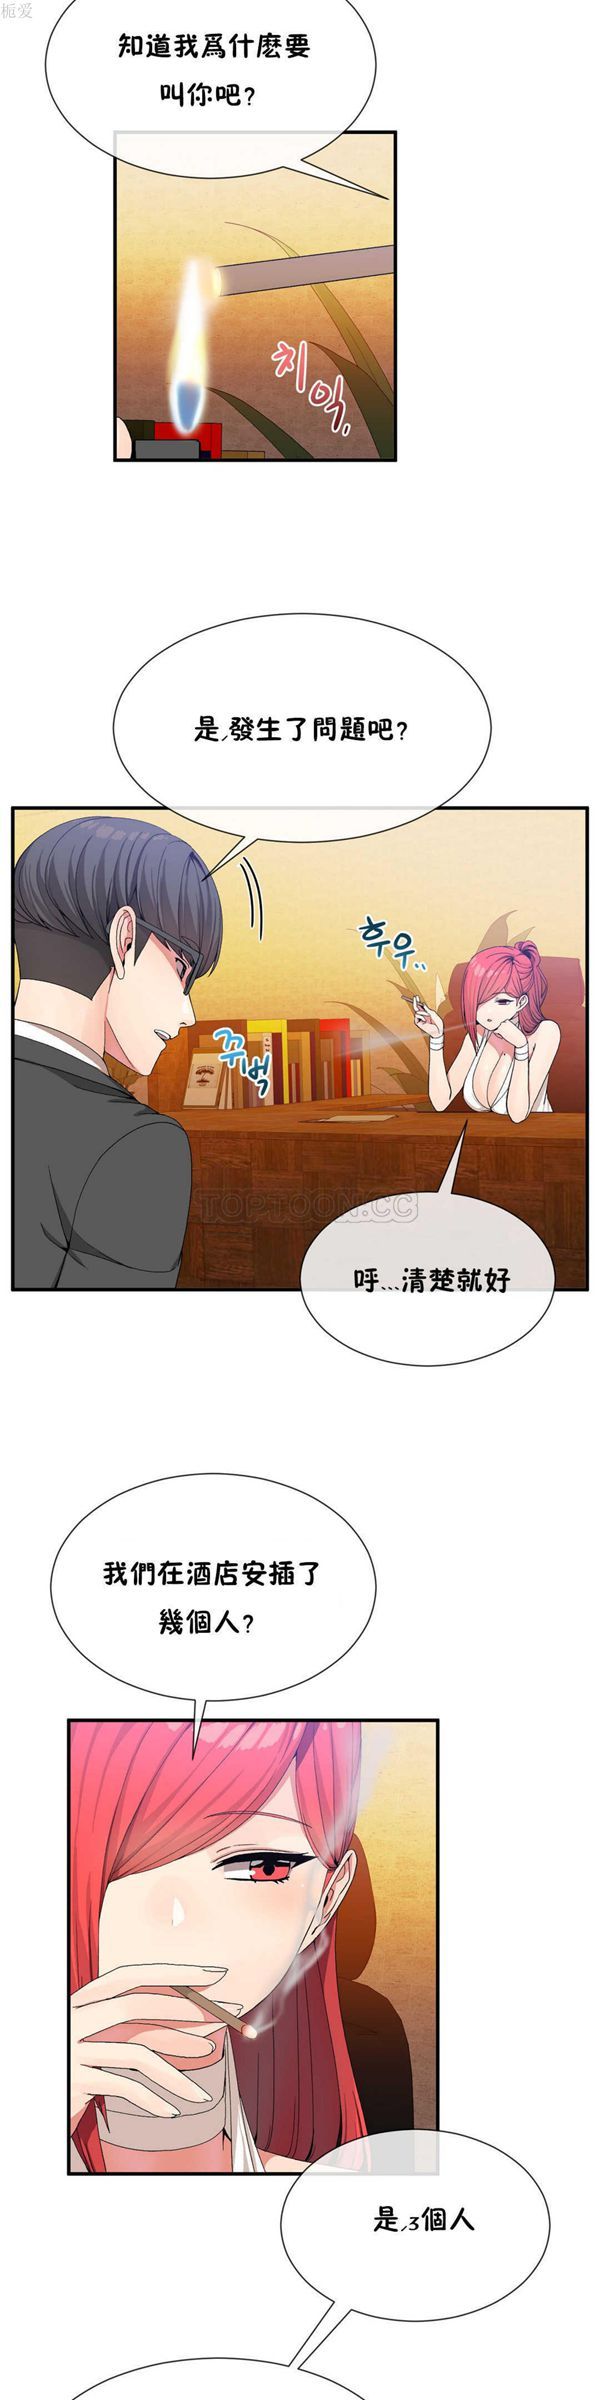 栀爱
知道我爲什麽要
叫你吧?
치익,
是,發生了問題吧?
후우..
꾸벅
TOPTOON.CC
呼...清楚就好
我們在酒店安插了
幾個人?
是,3個人